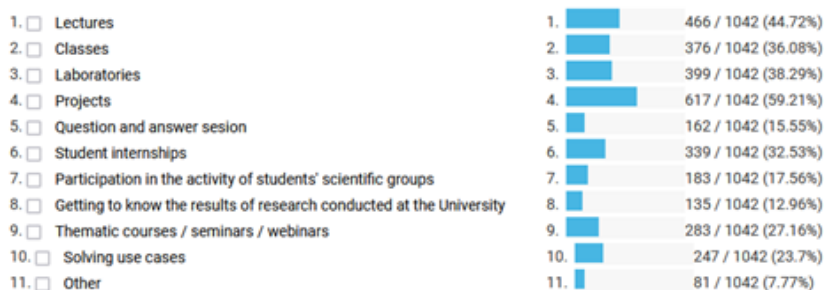 1. Lectures 1. 466 / 1042 (44.72%)
2. Classes 2. 376 / 1042 (36.08%)
3. Laboratories 3. 399 / 1042 (38.29%)
4. Projects 4. 617 / 1042 (59.21%)
5. Question and answer sesion 5. 162 / 1042 (15.55%)
6. Student internships 6. 339 / 1042 (32.53%)
7. Participation in the activity of students' scientific groups 7. 183 / 1042 (17.56%)
8. Getting to know the results of research conducted at the University 8. 135 / 1042 (12.96%)
9. Thematic courses / seminars / webinars 9. 283 / 1042 (27.16%)
10. Solving use cases 10. 247 / 1042 (23.7%)
11. Other 11. 81 / 1042 (7.77%)